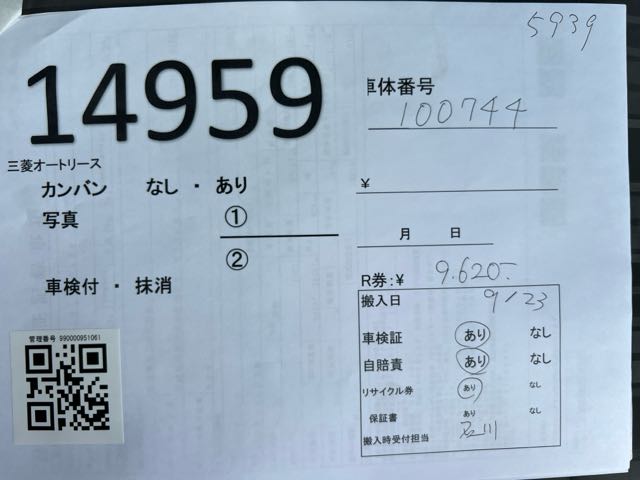 5939
14959
車体番号
100744
三菱オートリース
カンバン なし ・ あり
¥
写真 ①
②
月 日
車検付 ・ 抹消
R券:¥ 9.620-
搬入日 9/23
管理番号 990000951061
車検証 あり なし
自賠責 あり なし
リサイクル券 あり なし
保証書 あり なし
搬入時受付担当 石川